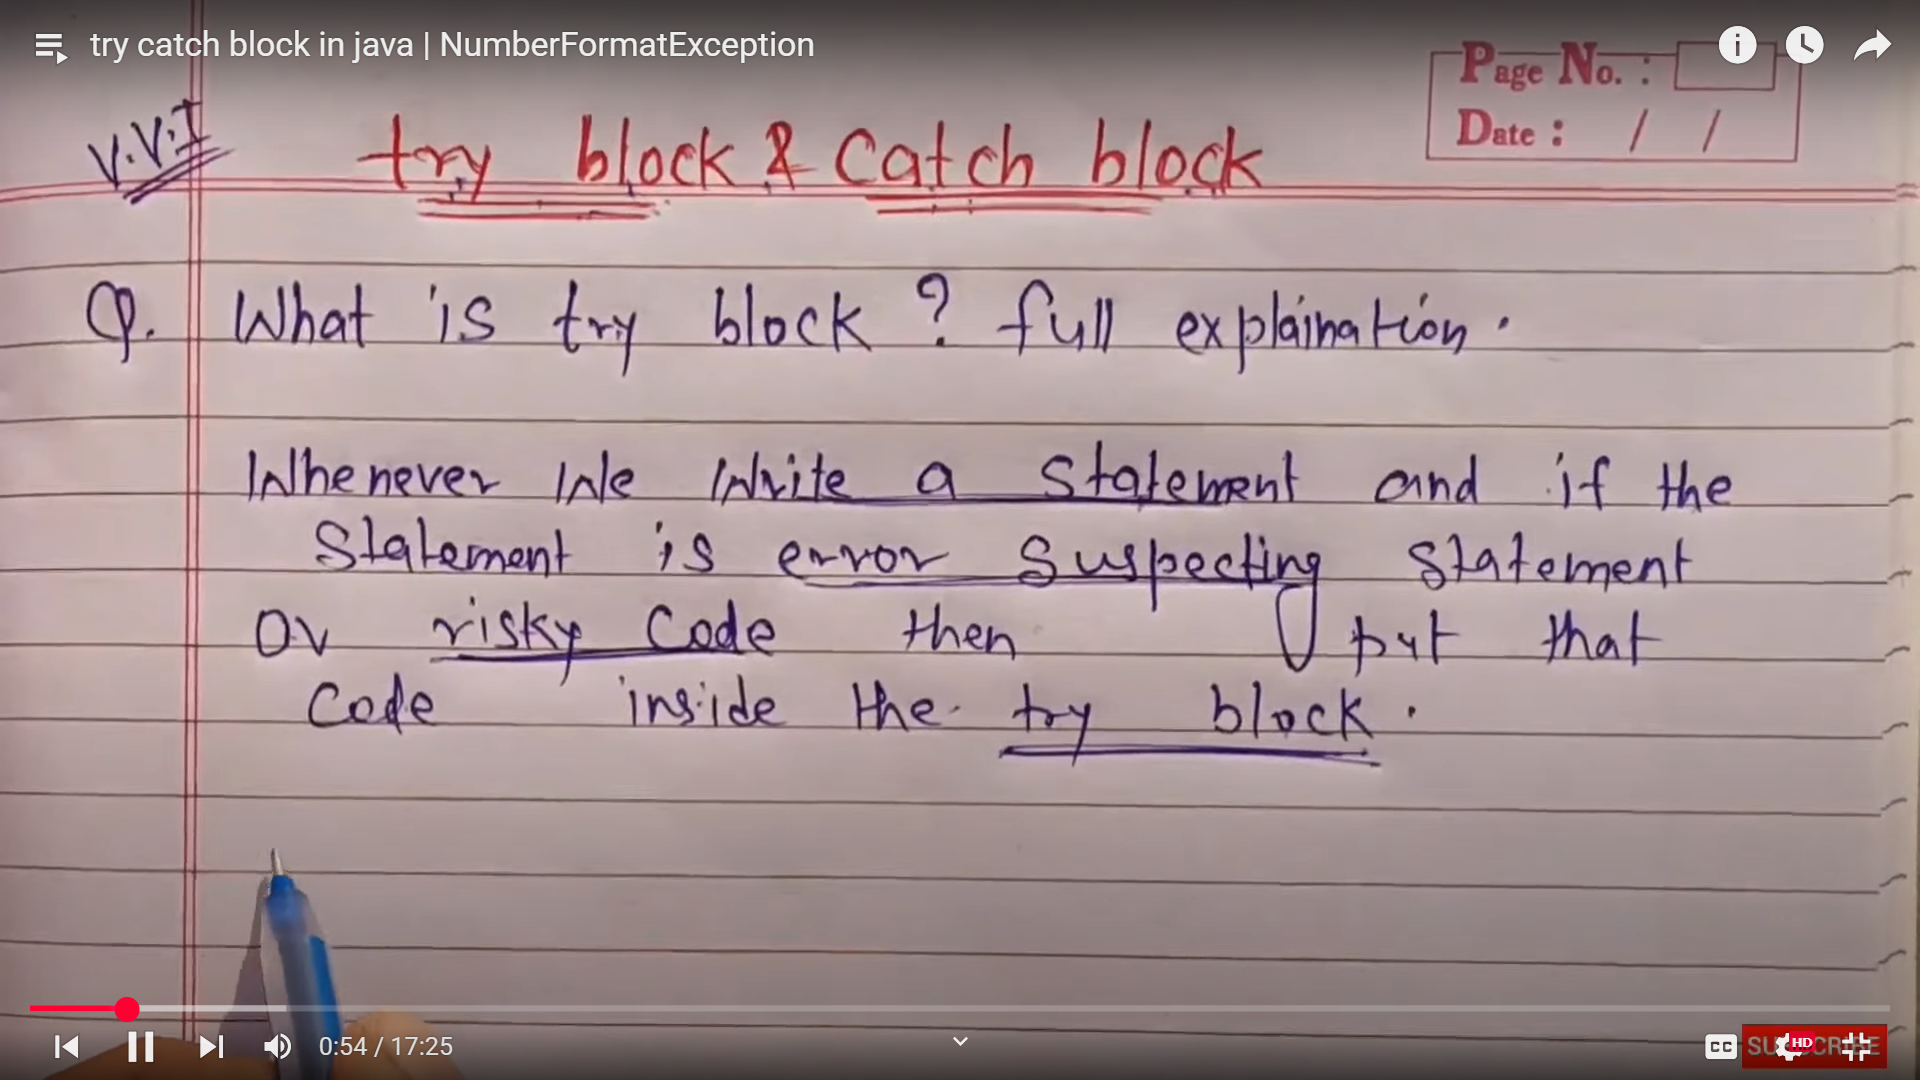 try catch block in java | NumberFormatException
Page No. :
Date : / /
V.V.I
try block & Catch block
Q. What is try block ? full explaination.
Whenever We Write a Statement and if the
Statement is error Suspecting Statement
Or risky Code then put that
Code inside the try block.
0:54 / 17:25
CC
HD